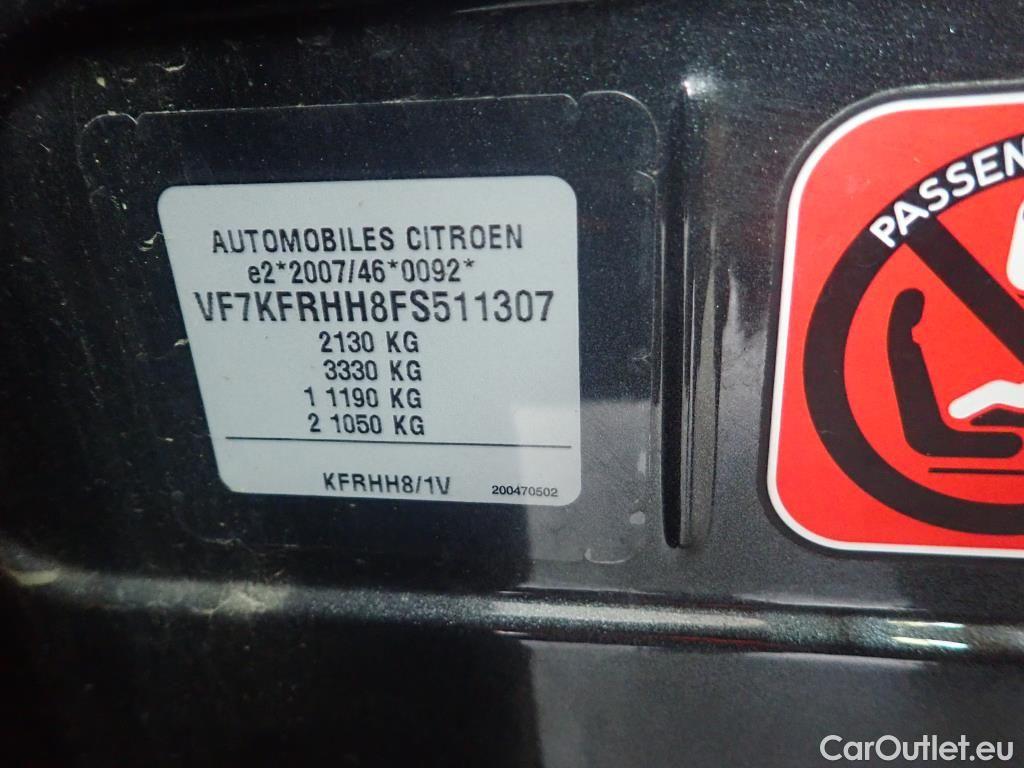 AUTOMOBILES CITROEN
e2*2007/46*0092*
VF7KFRHH8FS511307
2130 KG
3330 KG
1 1190 KG
2 1050 KG
KFRHH8/1V 200470502
PASSEN
CarOutlet.eu